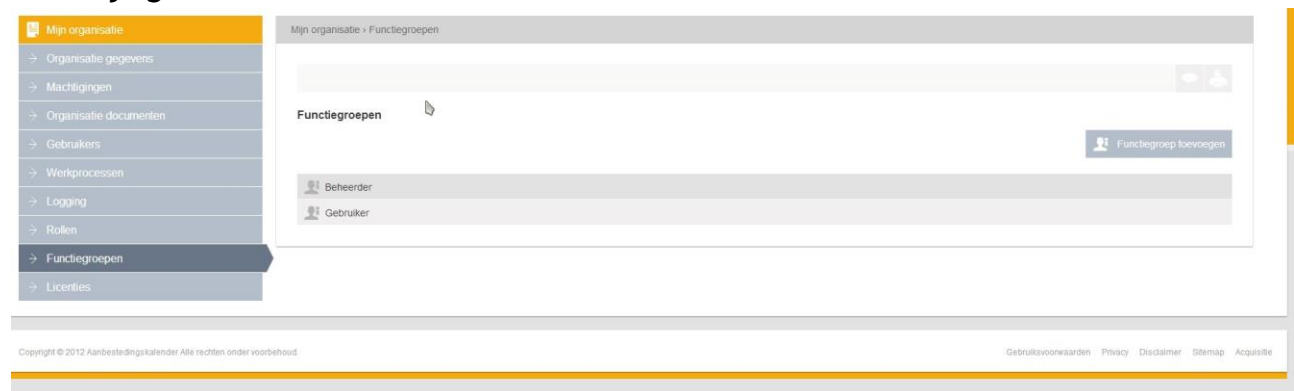 Mijn organisatie
Organisatie gegevens
Machtigingen
Organisatie documenten
Gebruikers
Werkprocessen
Logging
Rollen
Functiegroepen
Licenties
Mijn organisatie › Functiegroepen
Functiegroepen
Functiegroep toevoegen
Beheerder
Gebruiker
Copyright © 2012 Aanbestedingskalender Alle rechten onder voorbehoud.
Gebruiksvoorwaarden Privacy Disclaimer Sitemap Acquisitie